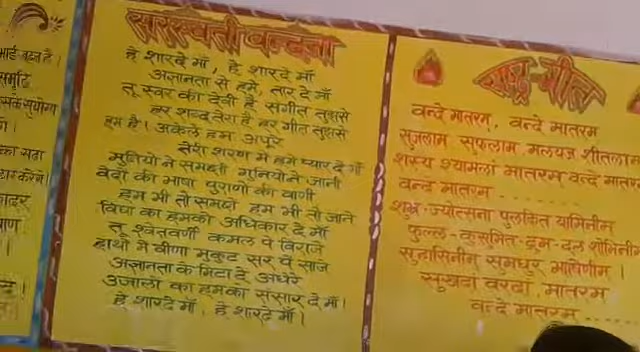 सरस्वती वन्दना
हे शारदे माँ, हे शारदे माँ
अज्ञानता से हमे, तार दे माँ
तू स्वर की देवी है संगीत तुझसे
हर शब्द तेरा है हर गीत तुझसे
हम है। अकेले हम अधूरे
तेरी शरण में हमे प्यार दे माँ
मुनियो ने समझी गुनियोने जानी
वेदों की भाषा पुराणो की वाणी
हम भी तो समझे हम भी तो जाने
विद्या का हमको अधिकार दे माँ
तू श्वेतवर्णी कमल पे विराजे
हाथो में वीणा मुकुट सर पे साजे
अज्ञानता के मिटा दे अंधेरे
उजालो का हमको संसार दे माँ।
हे शारदे माँ, हे शारदे माँ।
राष्ट्र-गीत
वन्दे मातरम्, वन्दे मातरम
सुजलाम सुफलाम मलयज शीतलाम
शस्य श्यामलां मातरम वन्दे मातरम
वन्दे मातरम ..........
शुभ्र-ज्योत्सना पुलकित यामिनीम
फुल्ल-कुसुमित-द्रुम-दल शोभिनीम
सुहासिनीम सुमधुर भाषिणीम।
सुखदां वरदां, मातरम
वन्दे मातरम .....